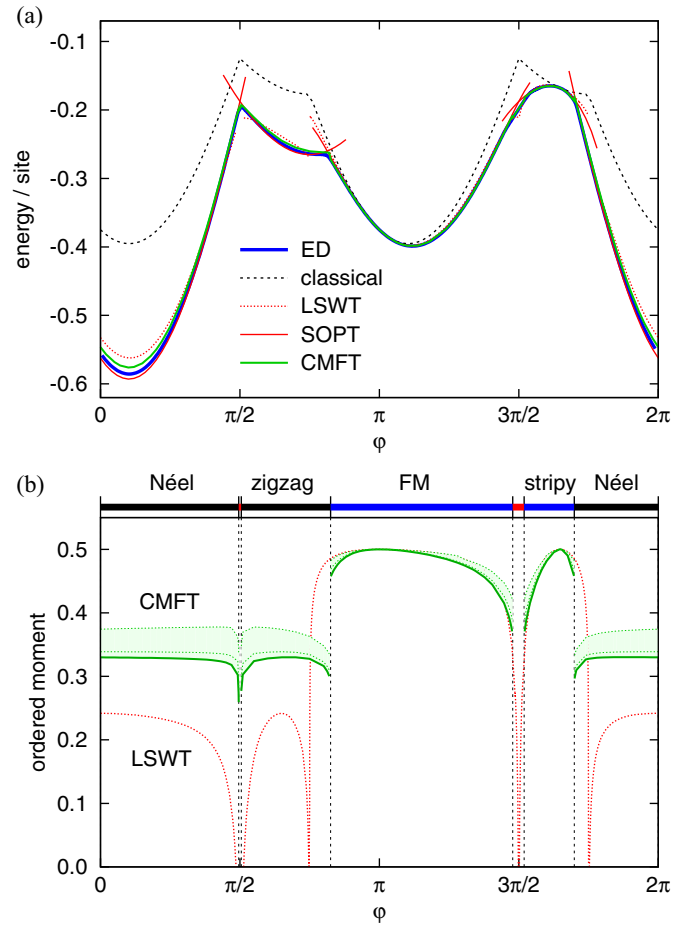 (a)
-0.1
-0.2
-0.3
-0.4
-0.5
-0.6
energy / site
ED
classical
LSWT
SOPT
CMFT
0
π/2
π
3π/2
2π
φ
(b)
Néel
zigzag
FM
stripy
Néel
0.5
0.4
0.3
0.2
0.1
0.0
ordered moment
CMFT
LSWT
0
π/2
π
3π/2
2π
φ